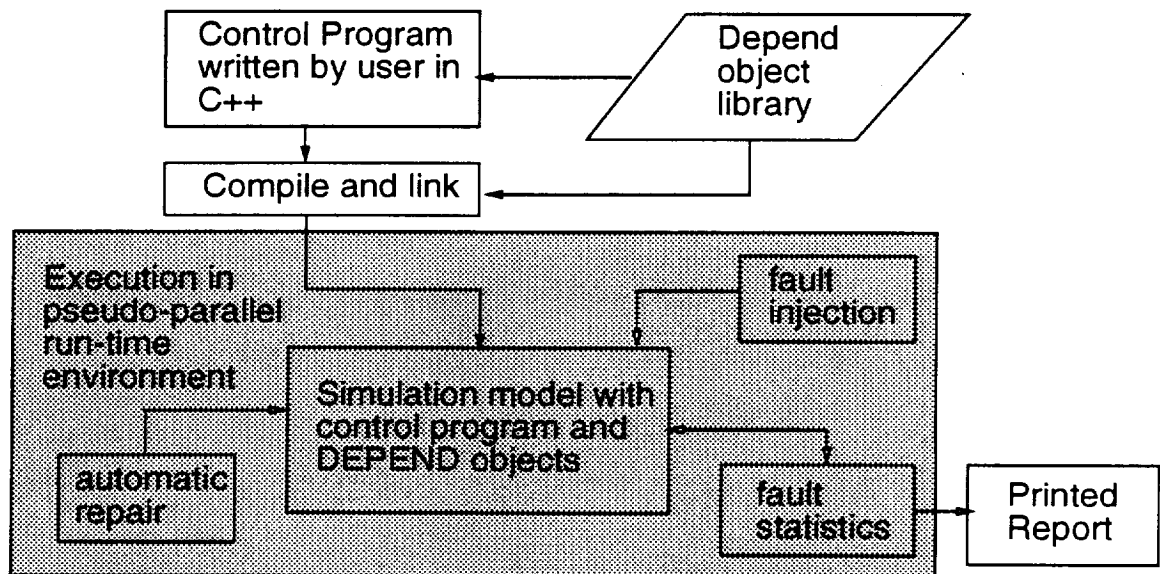 Control Program
written by user in
C++
Depend
object
library
Compile and link
Execution in
pseudo-parallel
run-time
environment
fault
injection
Simulation model with
control program and
DEPEND objects
automatic
repair
fault
statistics
Printed
Report